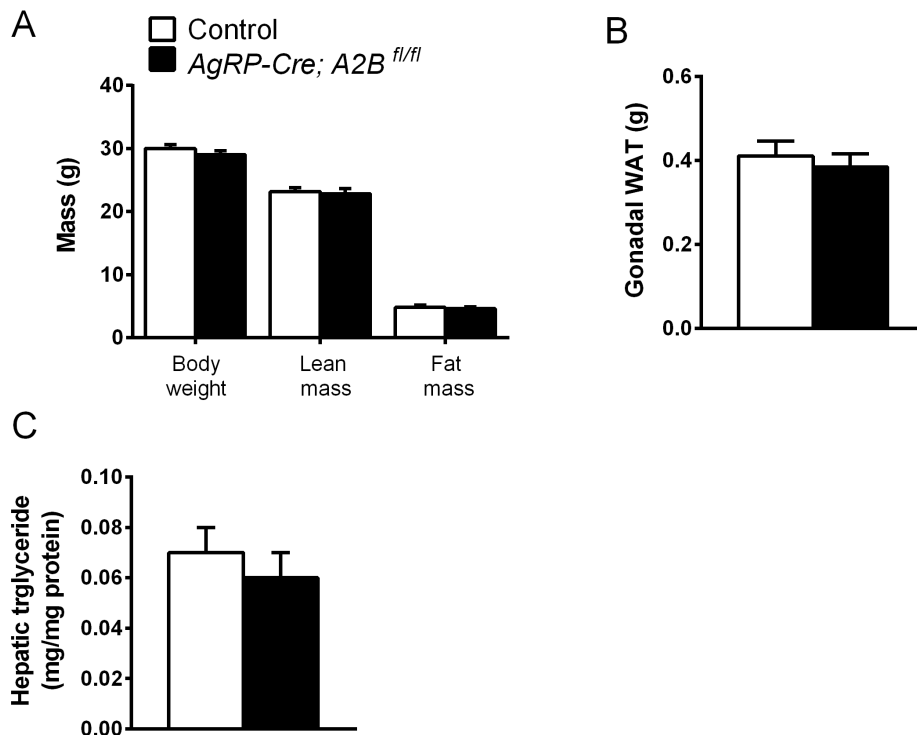 A
Control
AgRP-Cre; A2B fl/fl
Mass (g)
40
30
20
10
0
Body
weight
Lean
mass
Fat
mass
B
Gonadal WAT (g)
0.6
0.4
0.2
0.0
C
Hepatic trglyceride
(mg/mg protein)
0.10
0.08
0.06
0.04
0.02
0.00